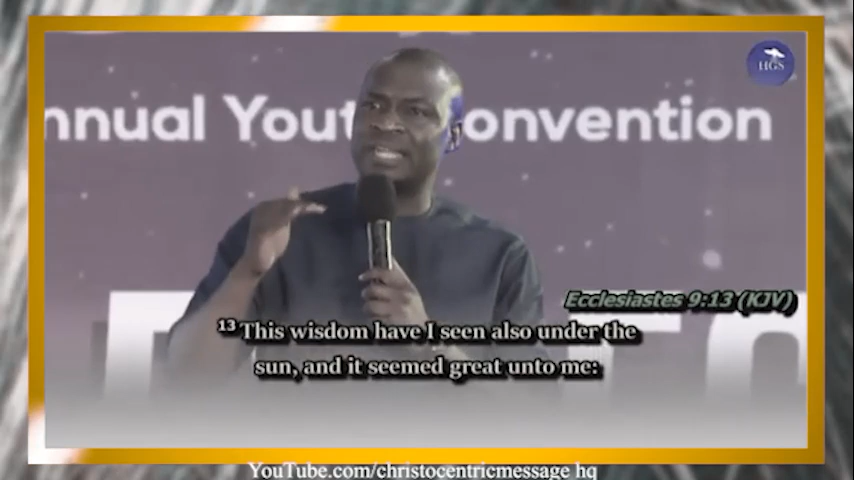 HGS
nnual Yout onvention
Ecclesiastes 9:13 (KJV)
13 This wisdom have I seen also under the
sun, and it seemed great unto me:
YouTube.com/christocentricmessage hq